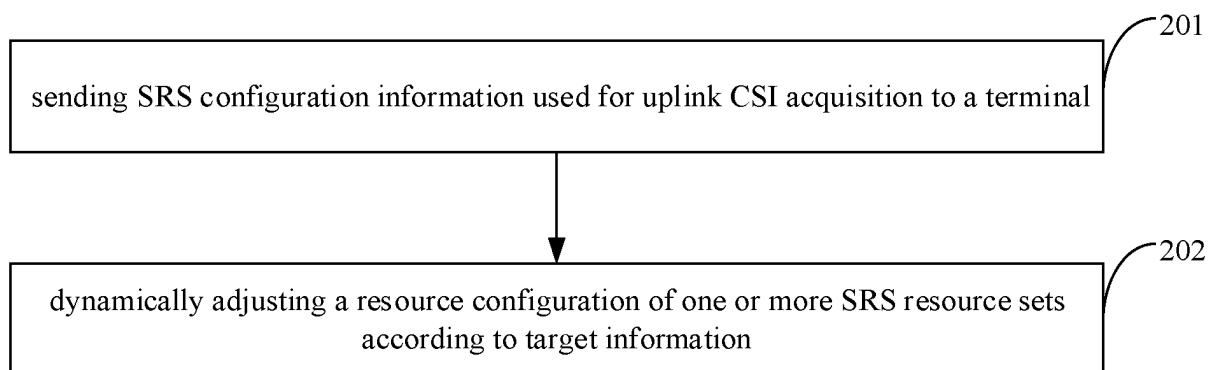 201
sending SRS configuration information used for uplink CSI acquisition to a terminal
202
dynamically adjusting a resource configuration of one or more SRS resource sets
according to target information